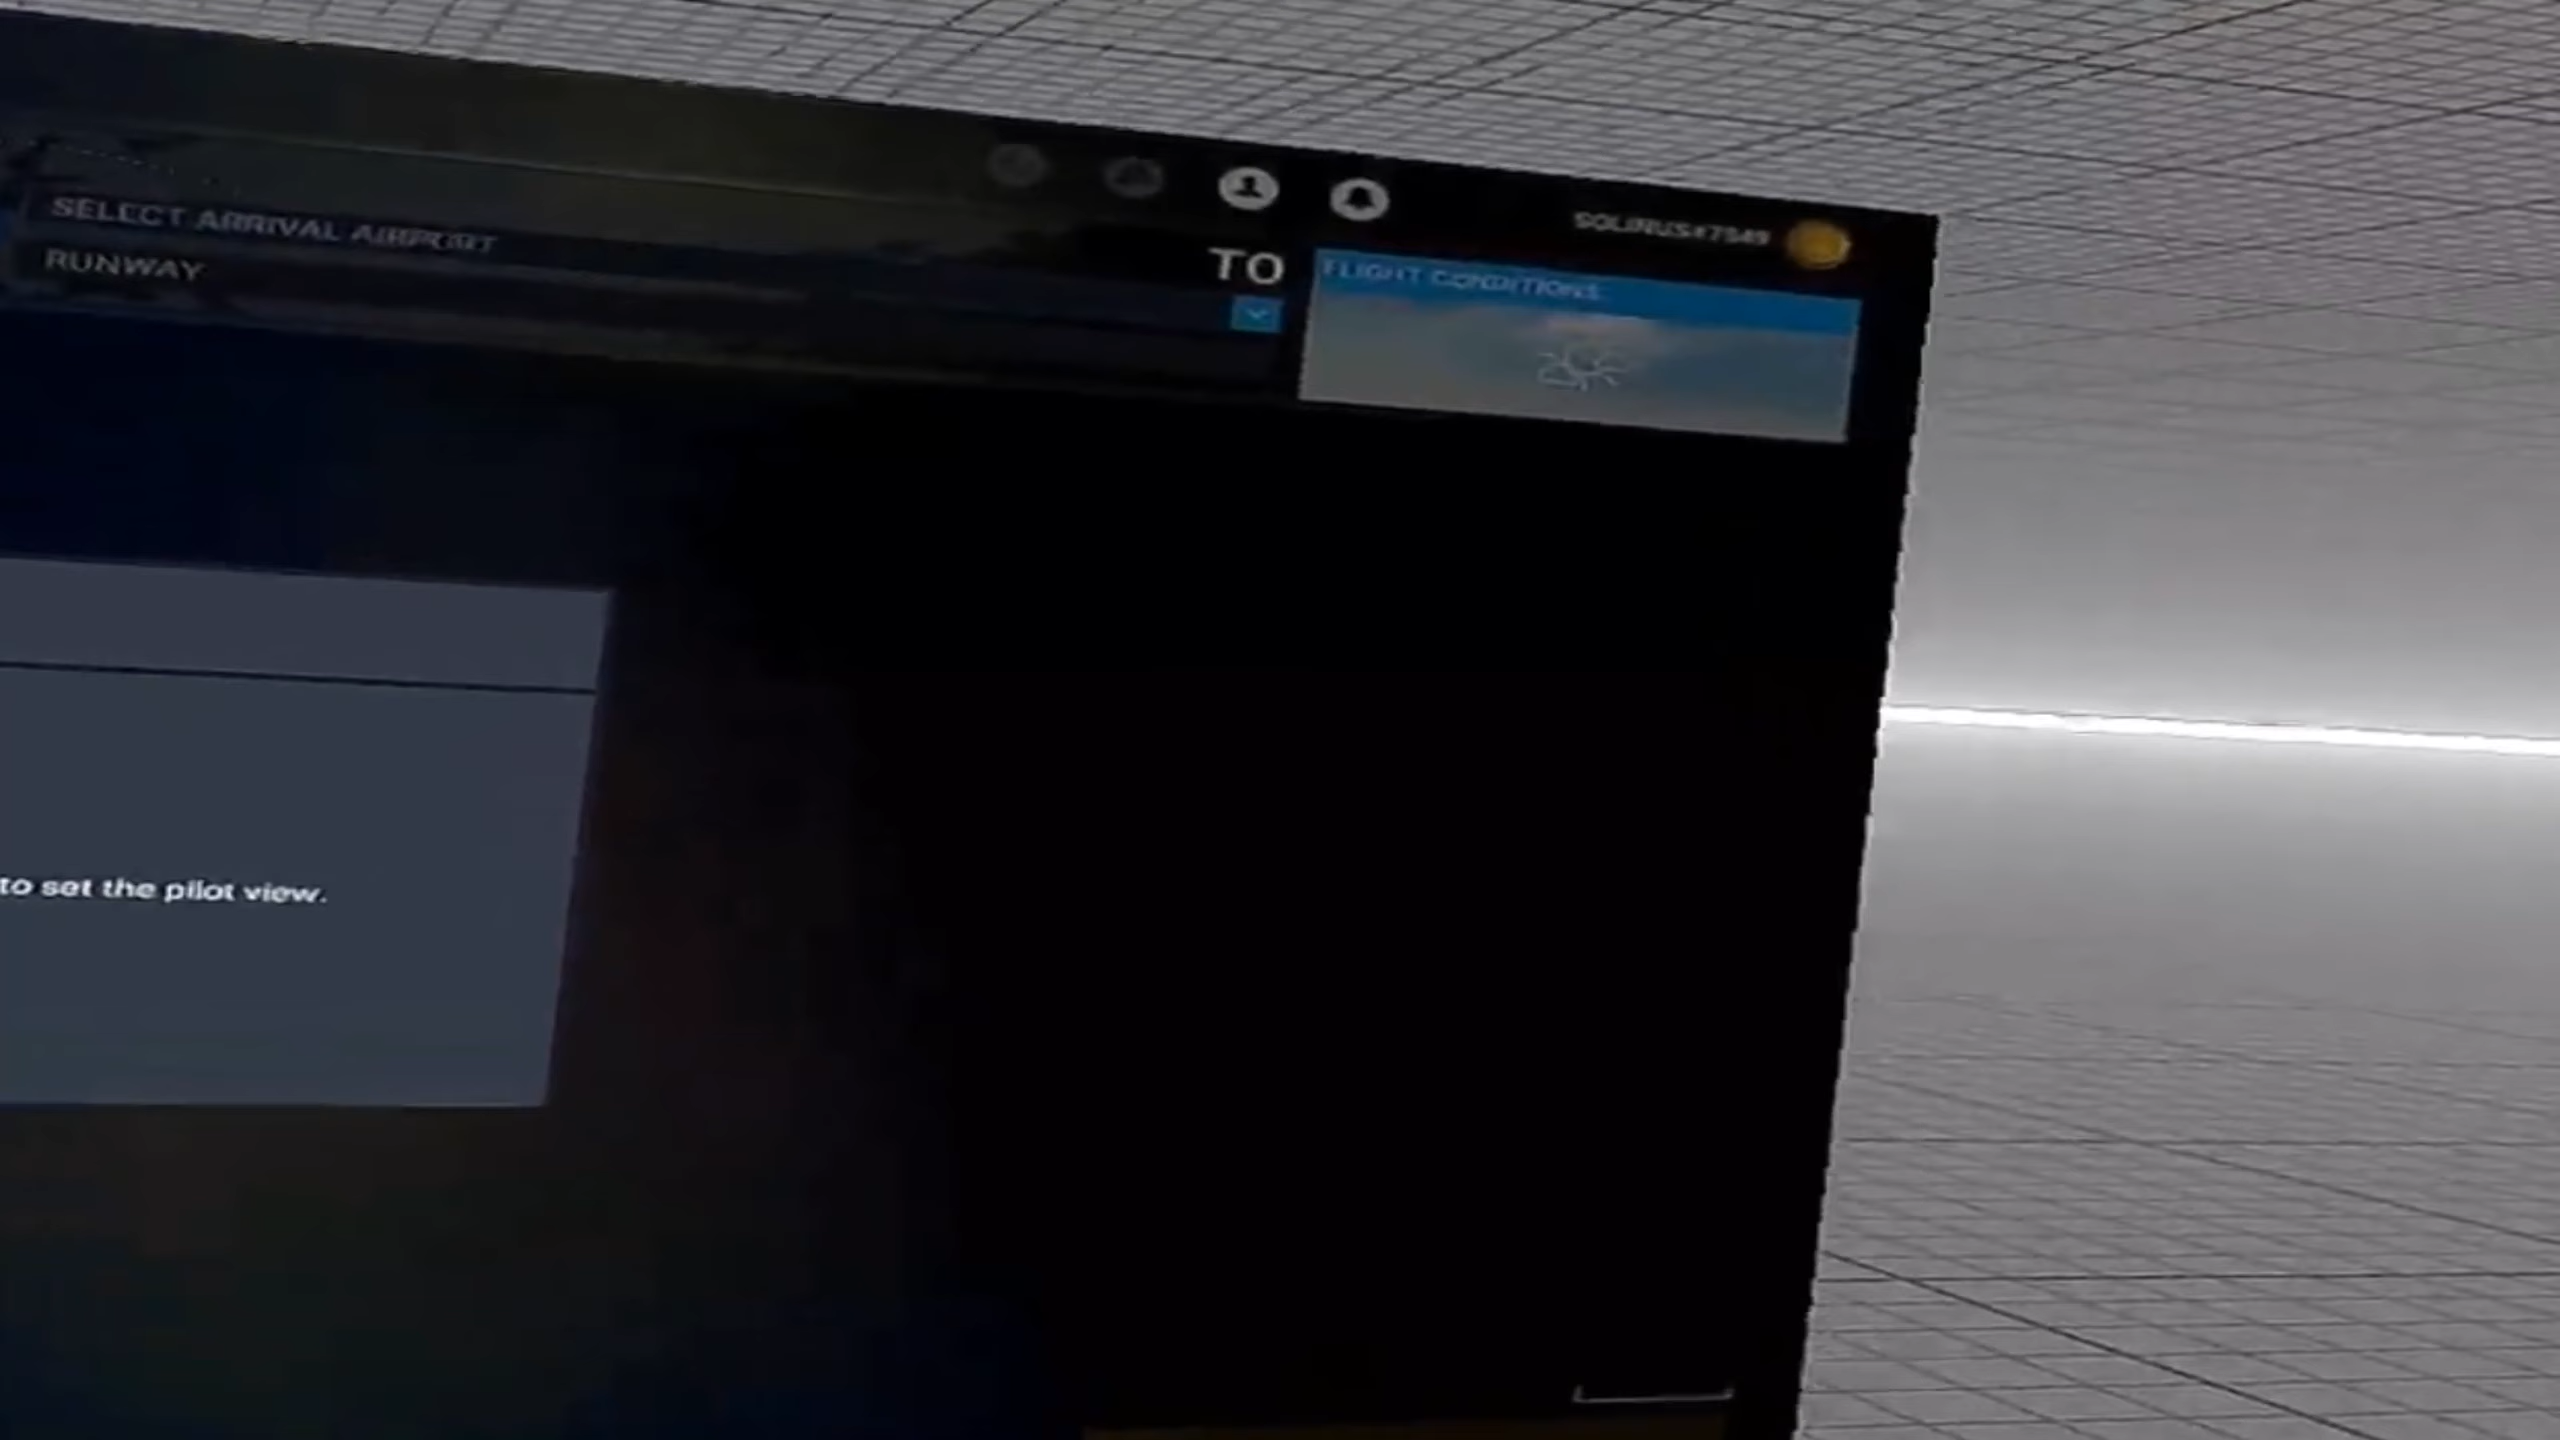 SELECT ARRIVAL AIRPORT
RUNWAY
TO
FLIGHT CONDITIONS
to set the pilot view.